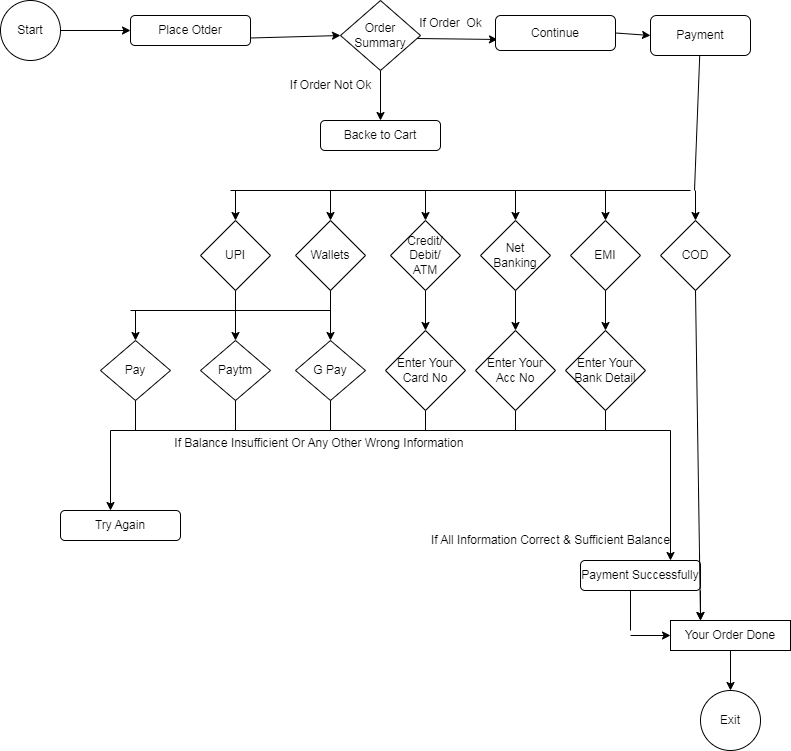 Start
Place Otder
Order
Summary
If Order  Ok
Continue
Payment
If Order Not Ok
Backe to Cart
UPI
Wallets
Credit/
Debit/
ATM
Net
Banking
EMI
COD
Pay
Paytm
G Pay
Enter Your
Card No
Enter Your
Acc No
Enter Your
Bank Detail
If Balance Insufficient Or Any Other Wrong Information
Try Again
If All Information Correct & Sufficient Balance
Payment Successfully
Your Order Done
Exit